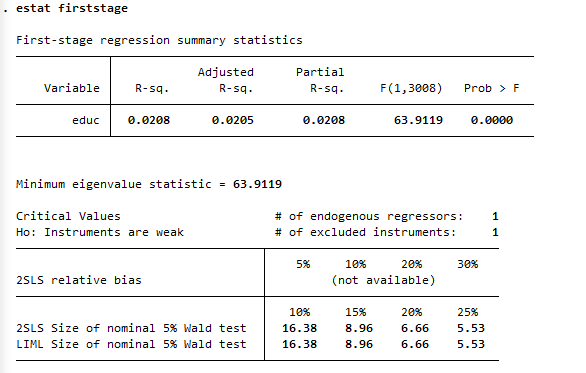 . estat firststage
First-stage regression summary statistics
Adjusted Partial
Variable R-sq. R-sq. R-sq. F(1,3008) Prob > F
educ 0.0208 0.0205 0.0208 63.9119 0.0000
Minimum eigenvalue statistic = 63.9119
Critical Values # of endogenous regressors: 1
Ho: Instruments are weak # of excluded instruments: 1
5% 10% 20% 30%
2SLS relative bias (not available)
10% 15% 20% 25%
2SLS Size of nominal 5% Wald test 16.38 8.96 6.66 5.53
LIML Size of nominal 5% Wald test 16.38 8.96 6.66 5.53